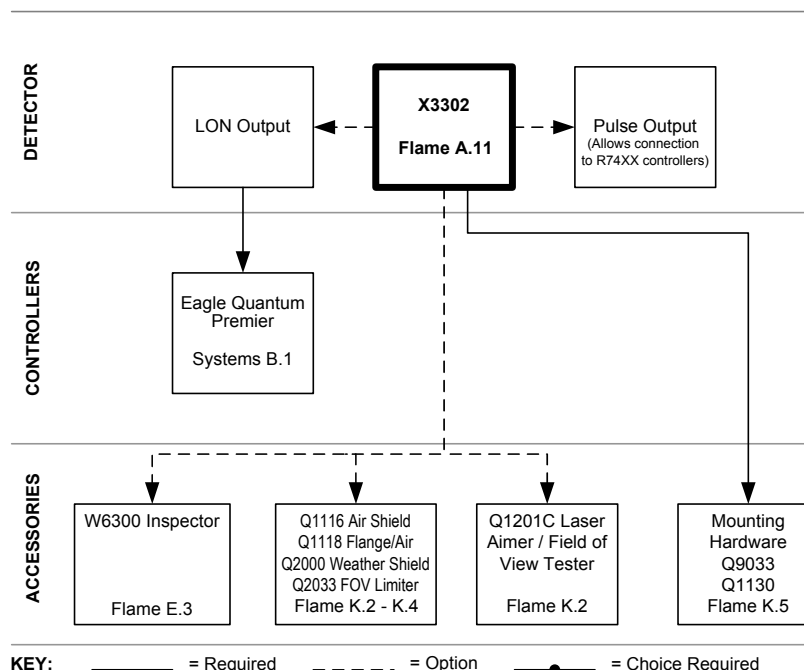 DETECTOR
LON Output
X3302
Flame A.11
Pulse Output
(Allows connection
to R74XX controllers)
CONTROLLERS
Eagle Quantum
Premier
Systems B.1
ACCESSORIES
W6300 Inspector
Flame E.3
Q1116 Air Shield
Q1118 Flange/Air
Q2000 Weather Shield
Q2033 FOV Limiter
Flame K.2 - K.4
Q1201C Laser
Aimer / Field of
View Tester
Flame K.2
Mounting
Hardware
Q9033
Q1130
Flame K.5
KEY: = Required = Option = Choice Required